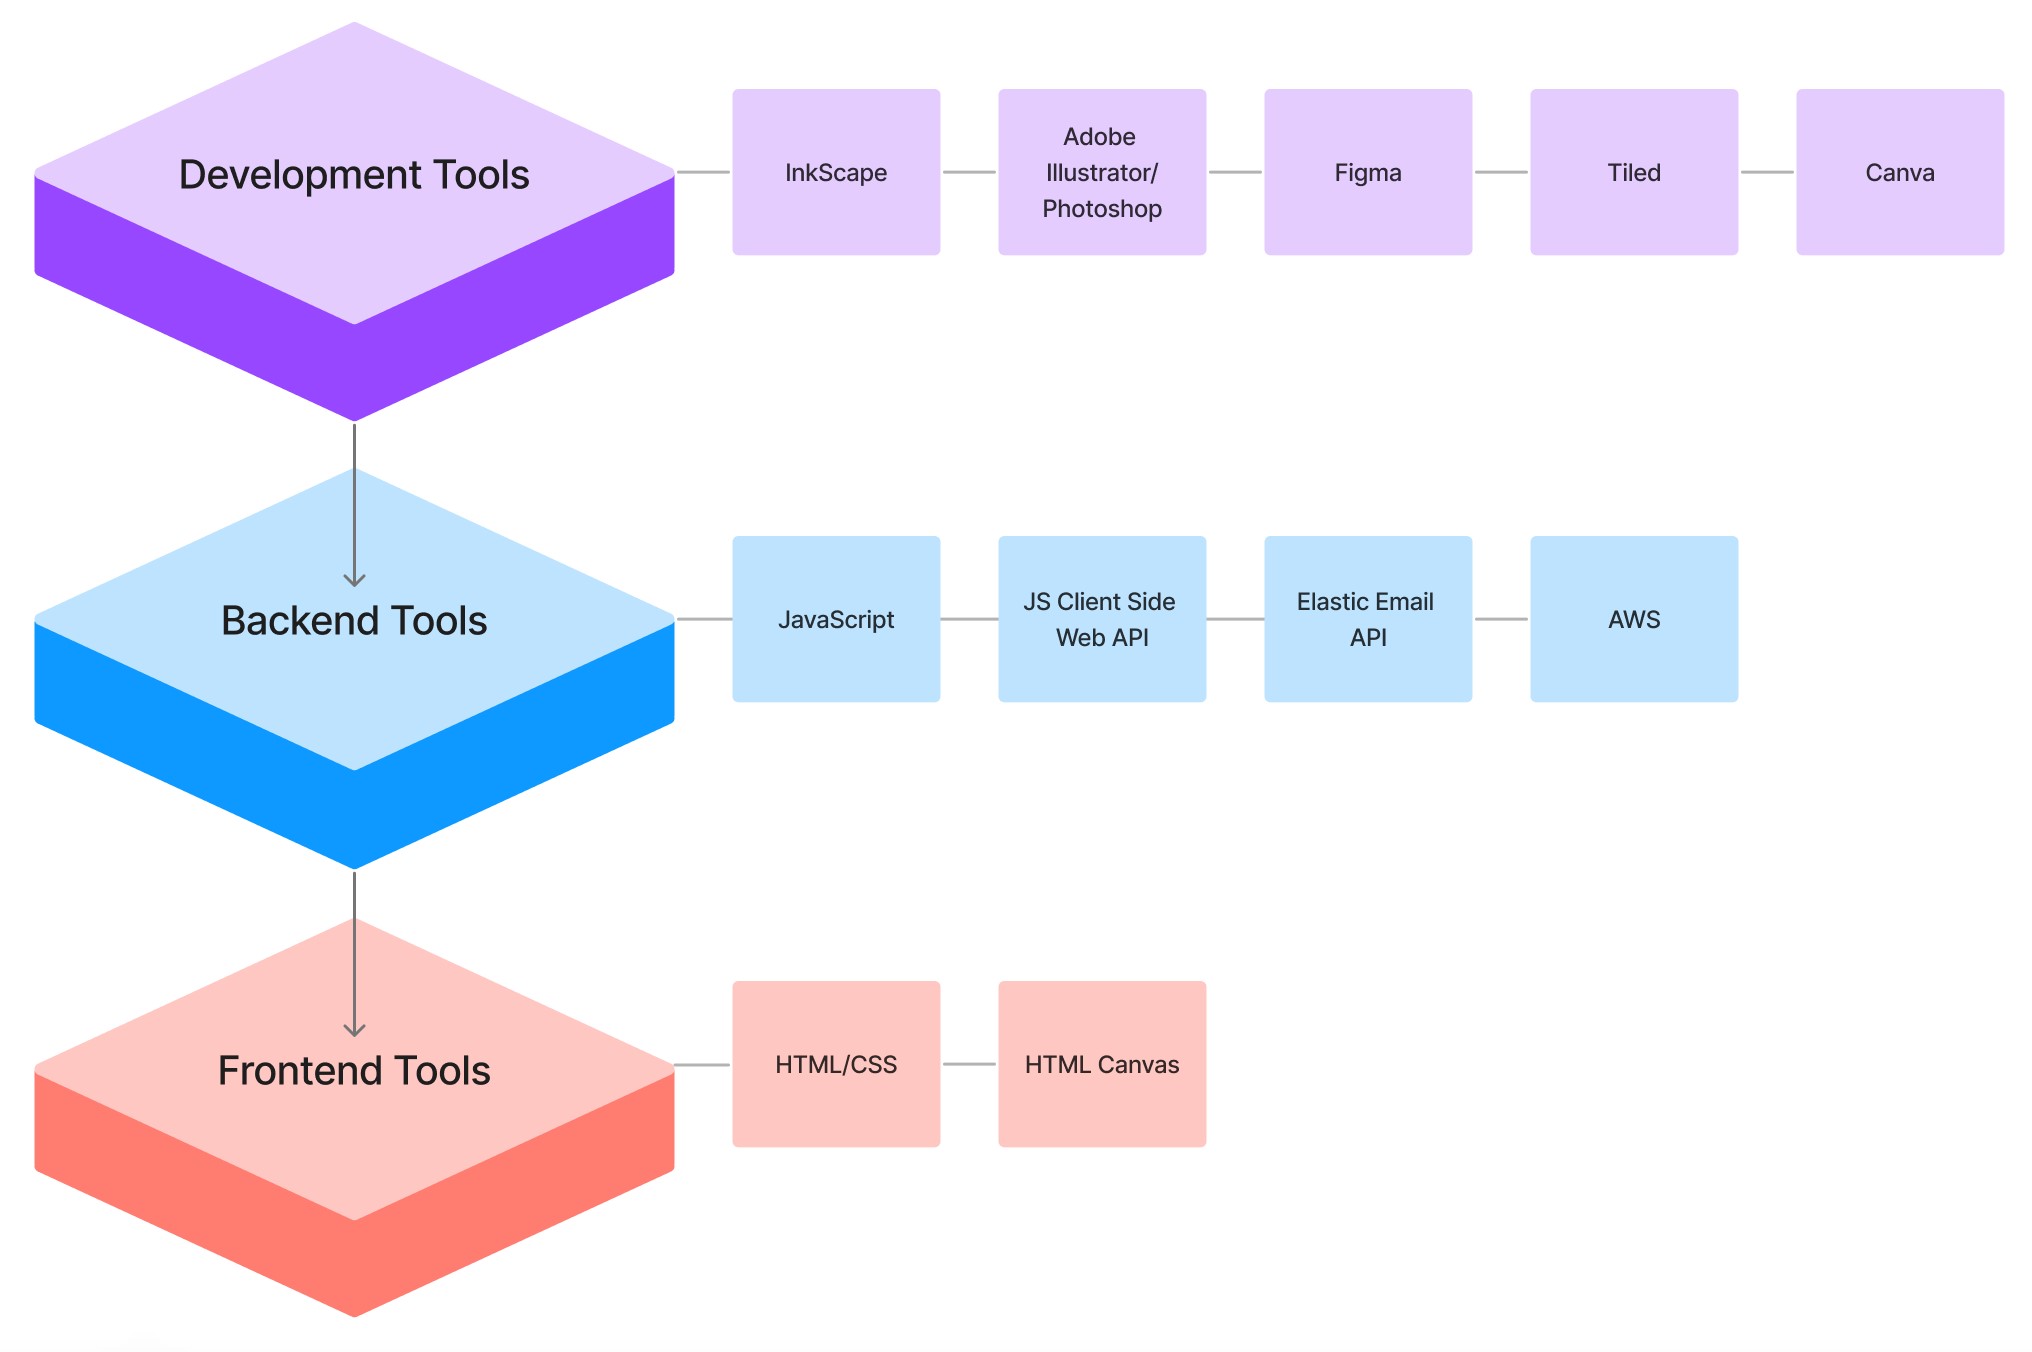 Development Tools
InkScape
Adobe
Illustrator/
Photoshop
Figma
Tiled
Canva
Backend Tools
JavaScript
JS Client Side
Web API
Elastic Email
API
AWS
Frontend Tools
HTML/CSS
HTML Canvas